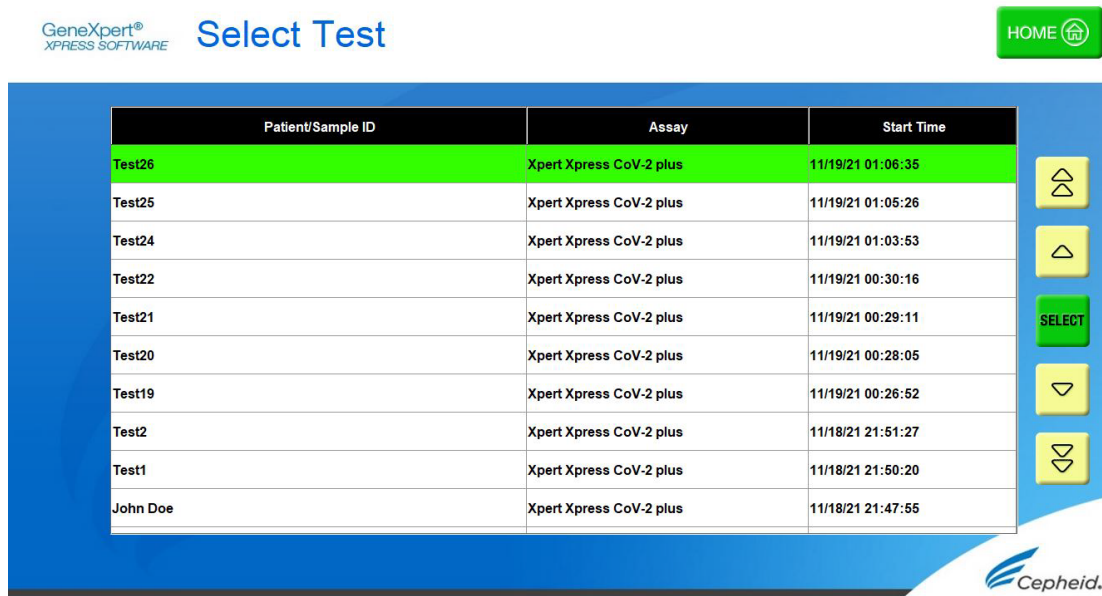 GeneXpert®
XPRESS SOFTWARE
Select Test
HOME
Patient/Sample ID Assay Start Time
Test26 Xpert Xpress CoV-2 plus 11/19/21 01:06:35
Test25 Xpert Xpress CoV-2 plus 11/19/21 01:05:26
Test24 Xpert Xpress CoV-2 plus 11/19/21 01:03:53
Test22 Xpert Xpress CoV-2 plus 11/19/21 00:30:16
Test21 Xpert Xpress CoV-2 plus 11/19/21 00:29:11
Test20 Xpert Xpress CoV-2 plus 11/19/21 00:28:05
Test19 Xpert Xpress CoV-2 plus 11/19/21 00:26:52
Test2 Xpert Xpress CoV-2 plus 11/18/21 21:51:27
Test1 Xpert Xpress CoV-2 plus 11/18/21 21:50:20
John Doe Xpert Xpress CoV-2 plus 11/18/21 21:47:55
SELECT
Cepheid.